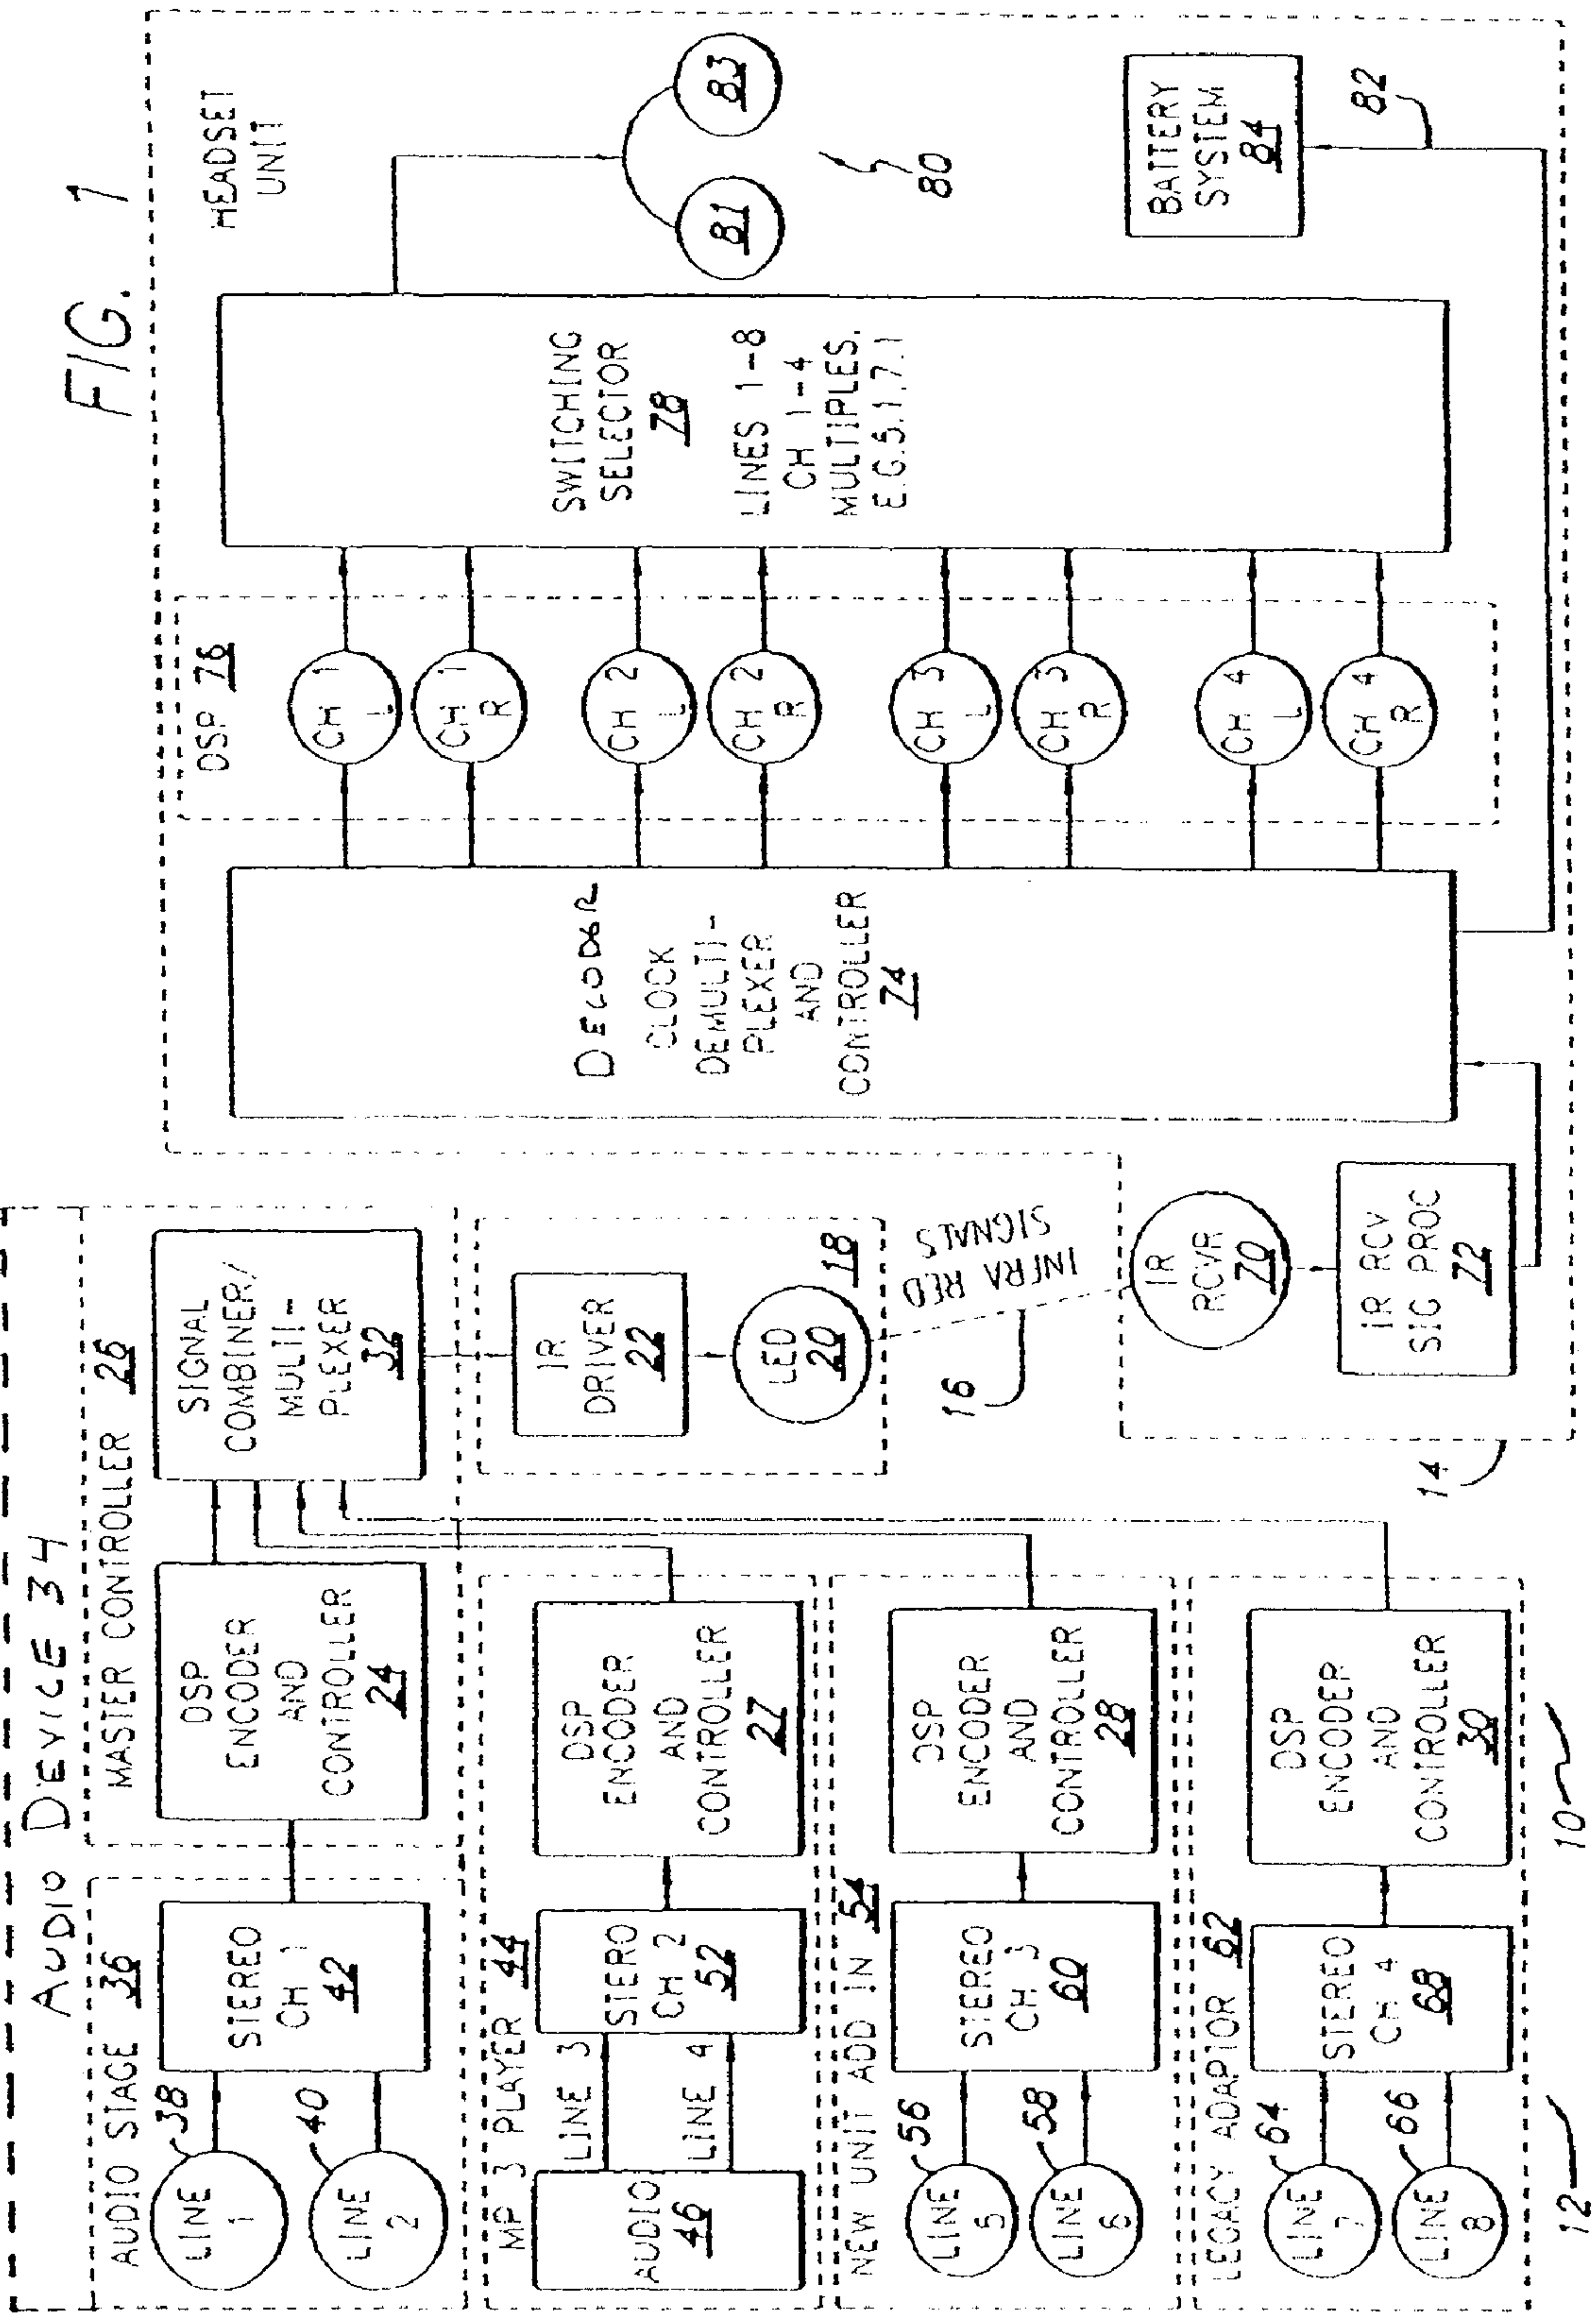 FIG. 1
AUDIO DEVICE 34
AUDIO STAGE 36
LINE
1
38
LINE
2
40
STEREO
CH 1
42
MASTER CONTROLLER 26
DSP
ENCODER
AND
CONTROLLER
24
SIGNAL
COMBINER/
MULTI-
PLEXER
32
MP 3 PLAYER 44
AUDIO
46
LINE 3
LINE 4
STERO
CH 2
52
DSP
ENCODER
AND
CONTROLLER
27
IR
DRIVER
22
LED
20
18
NEW UNIT ADD IN 54
LINE
5
56
LINE
6
58
STEREO
CH 3
60
DSP
ENCODER
AND
CONTROLLER
28
16
INFRA RED
SIGNALS
LEGACY ADAPTOR 62
LINE
7
64
LINE
8
66
STEREO
CH 4
68
DSP
ENCODER
AND
CONTROLLER
30
12
10
14
IR
RCVR
70
IR RCV
SIG PROC
72
HEADSET
UNIT
DECODER
CLOCK
DEMULTI-
PLEXER
AND
CONTROLLER
74
DSP 76
CH 1
L
CH 1
R
CH 2
L
CH 2
R
CH 3
L
CH 3
R
CH 4
L
CH 4
R
SWITCHING
SELECTOR
78
LINES 1-8
CH 1-4
MULTIPLES.
E.G.5.1,7.1
81
83
80
BATTERY
SYSTEM
84
82